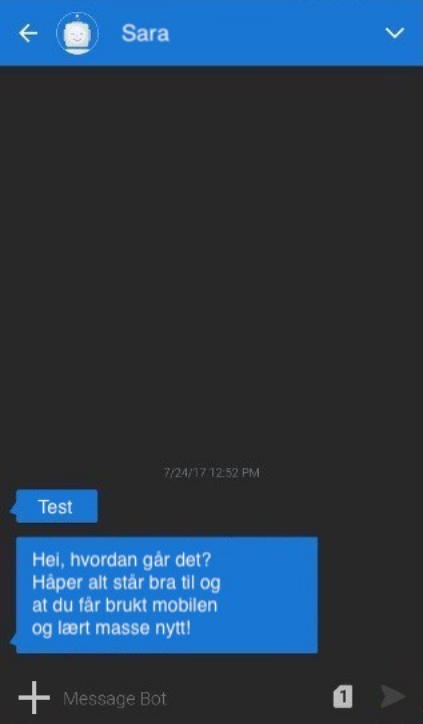 Sara
7/24/17 12:52 PM
Test
Hei, hvordan går det?
Håper alt står bra til og
at du får brukt mobilen
og lært masse nytt!
Message Bot
1